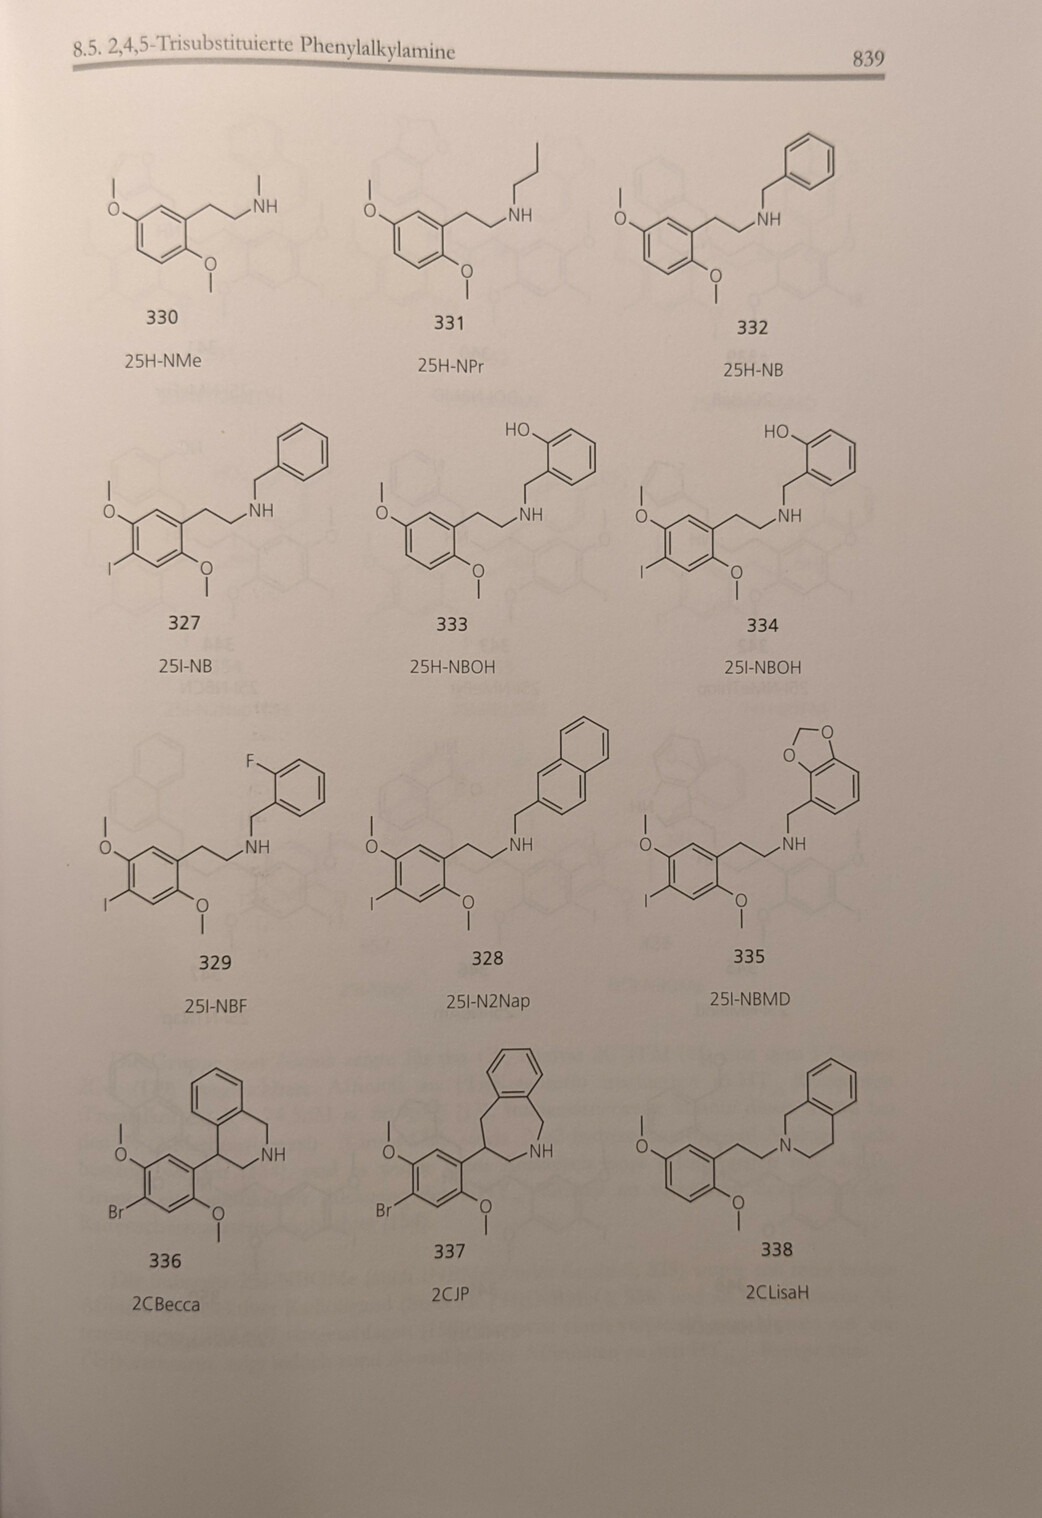 8.5. 2,4,5-Trisubstituierte Phenylalkylamine 839
O NH O
330
25H-NMe
O NH O
331
25H-NPr
O NH O
332
25H-NB
O NH I O
327
25I-NB
HO O NH O
333
25H-NBOH
HO O NH I O
334
25I-NBOH
F O NH I O
329
25I-NBF
O NH I O
328
25I-N2Nap
O O O NH I O
335
25I-NBMD
O NH Br O
336
2CBecca
O NH Br O
337
2CJP
O N O
338
2CLisaH